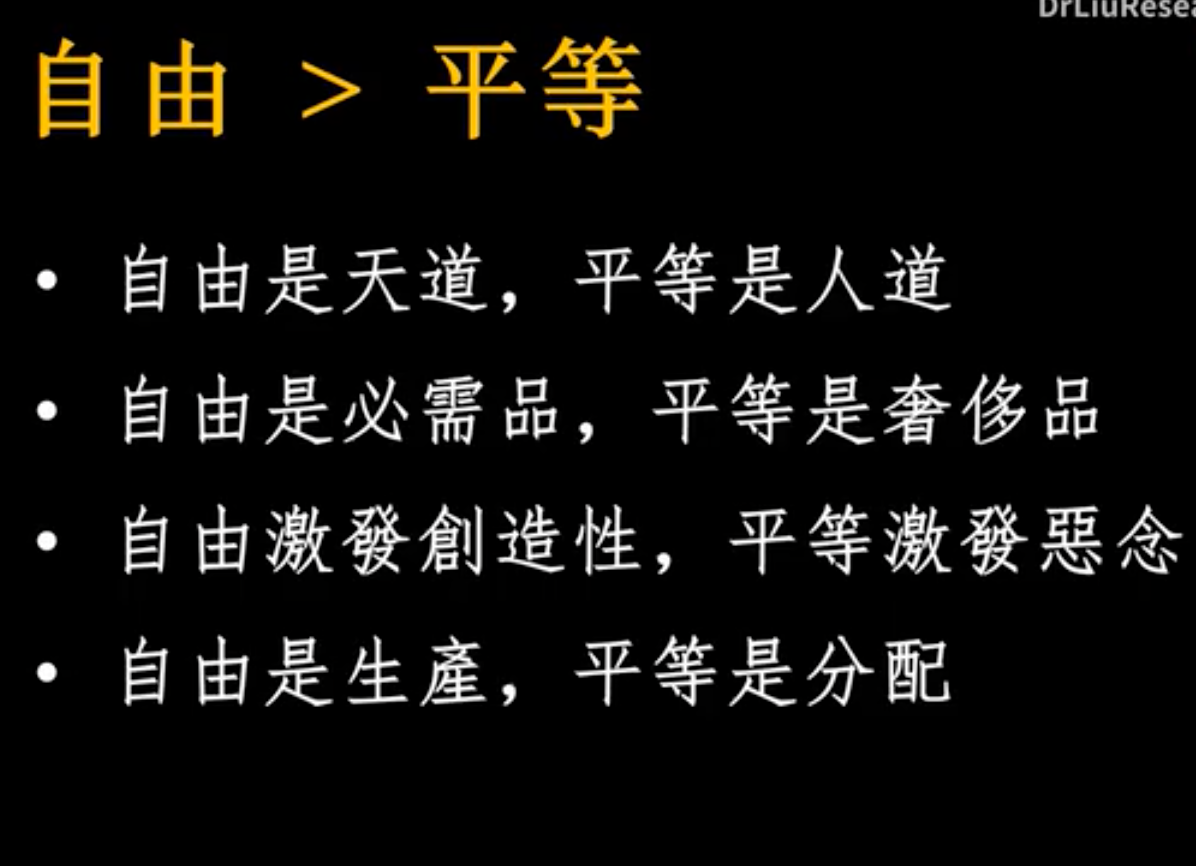 DrLiuResea
自由 > 平等
• 自由是天道，平等是人道
• 自由是必需品，平等是奢侈品
• 自由激發創造性，平等激發惡念
• 自由是生產，平等是分配